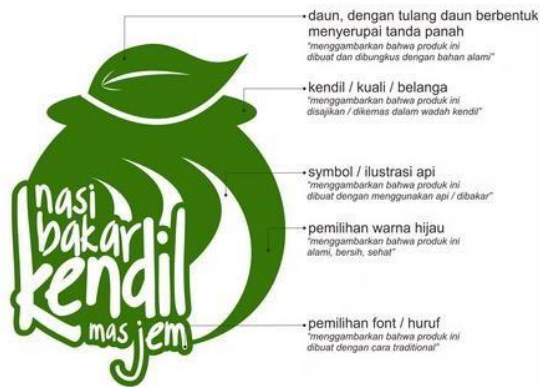 daun, dengan tulang daun berbentuk
menyerupai tanda panah
"menggambarkan bahwa produk ini
dibuat dan dibungkus dengan bahan alami"
kendil / kuali / belanga
"menggambarkan bahwa produk ini
disajikan / dikemas dalam wadah kendil"
symbol / ilustrasi api
"menggambarkan bahwa produk ini
dibuat dengan menggunakan api / dibakar"
pemilihan warna hijau
"menggambarkan bahwa produk ini
alami, bersih, sehat"
pemilihan font / huruf
"menggambarkan bahwa produk ini
dibuat dengan cara traditional"
nasi
bakar
kendil
mas jem